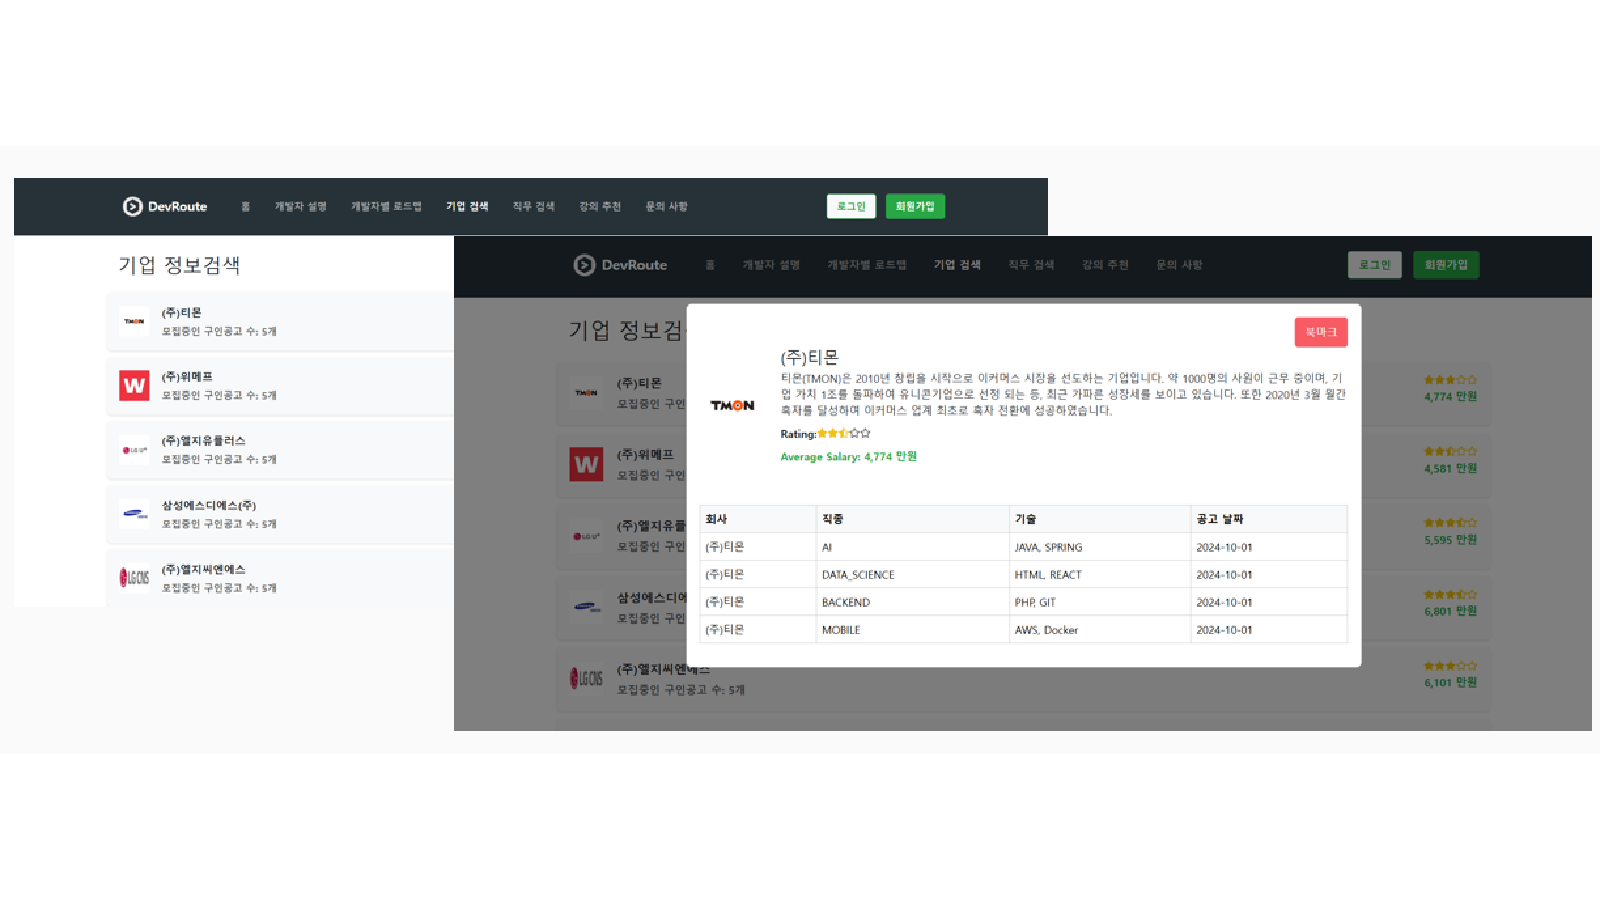 DevRoute 홈 개발자 설명 개발자별 로드맵 기업 검색 직무 검색 강의 추천 문의 사항 로그인 회원가입
기업 정보검색
TMON
(주)티몬
모집중인 구인공고 수: 5개
W
(주)위메프
모집중인 구인공고 수: 5개
LG U+
(주)엘지유플러스
모집중인 구인공고 수: 5개
삼성에스디에스(주)
모집중인 구인공고 수: 5개
LG CNS
(주)엘지씨엔에스
모집중인 구인공고 수: 5개
DevRoute 홈 개발자 설명 개발자별 로드맵 기업 검색 직무 검색 강의 추천 문의 사항 로그인 회원가입
기업 정보검
TMON
(주)티몬
모집중인 구인
4,774 만원
W
(주)위메프
모집중인 구인
4,581 만원
LG U+
(주)엘지유플
모집중인 구인
5,595 만원
삼성에스디에
모집중인 구인
6,801 만원
LG CNS
(주)엘지씨엔에스
모집중인 구인공고 수: 5개
6,101 만원
북마크
TMON
(주)티몬
티몬(TMON)은 2010년 창립을 시작으로 이커머스 시장을 선도하는 기업입니다. 약 1000명의 사원이 근무 중이며, 기
업 가치 1조를 돌파하여 유니콘기업으로 선정 되는 등, 최근 가파른 성장세를 보이고 있습니다. 또한 2020년 3월 월간
흑자를 달성하며 이커머스 업계 최초로 흑자 전환에 성공하였습니다.
Rating:
Average Salary: 4,774 만원
회사 직종 기술 공고 날짜
(주)티몬 AI JAVA, SPRING 2024-10-01
(주)티몬 DATA_SCIENCE HTML, REACT 2024-10-01
(주)티몬 BACKEND PHP, GIT 2024-10-01
(주)티몬 MOBILE AWS, Docker 2024-10-01